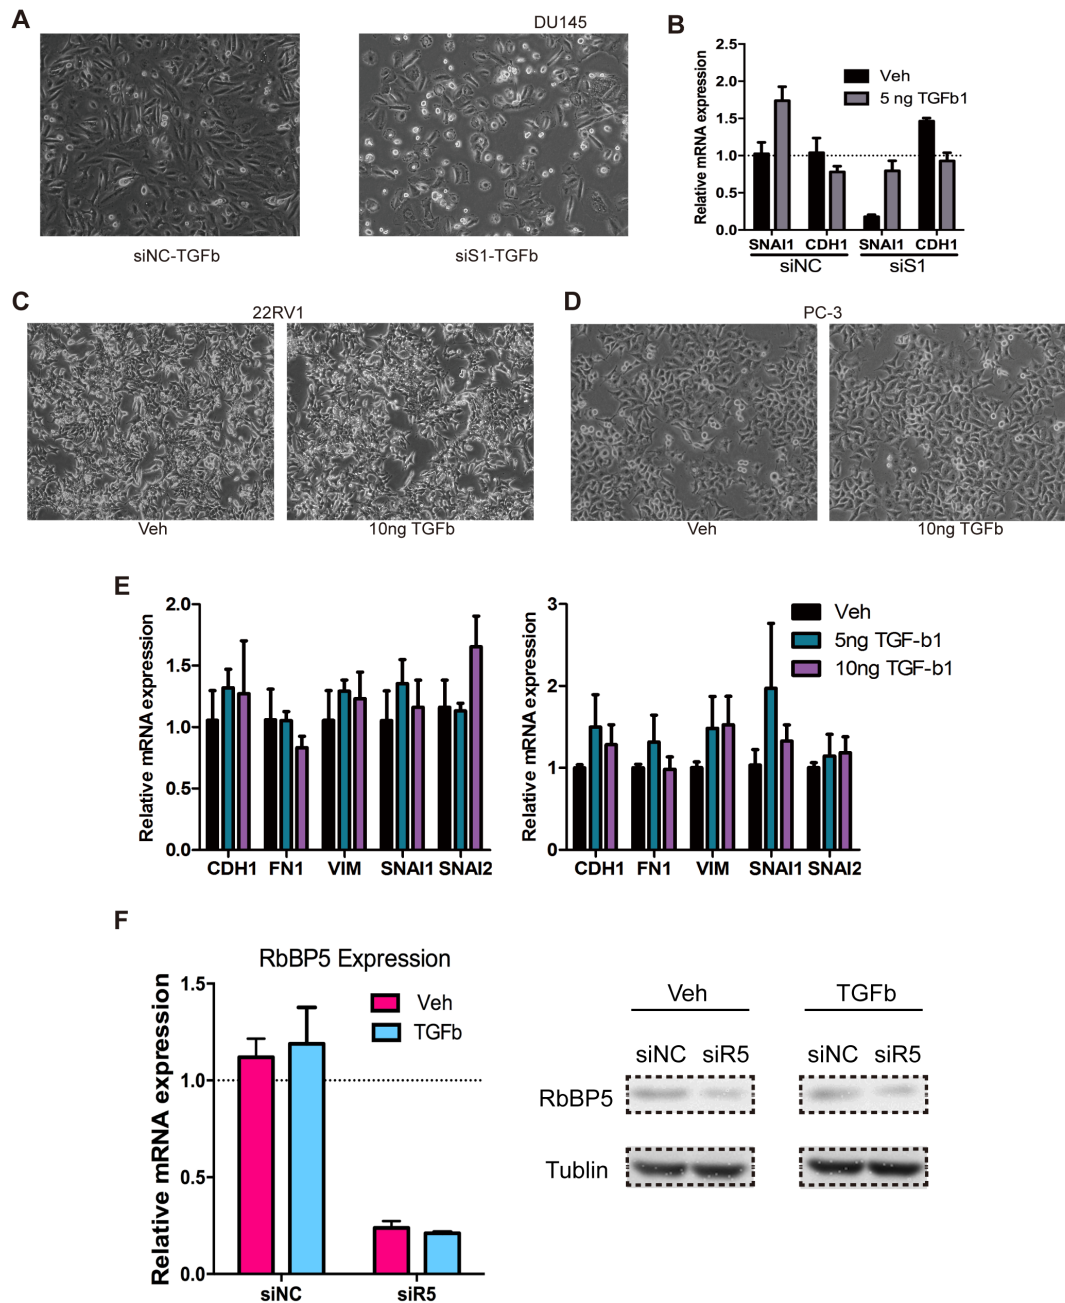 A
DU145
siNC-TGFb
siS1-TGFb
B
Relative mRNA expression
2.5
2.0
1.5
1.0
0.5
0.0
Veh
5 ng TGFb1
SNAI1 CDH1 SNAI1 CDH1
siNC siS1
C
22RV1
Veh
10ng TGFb
D
PC-3
Veh
10ng TGFb
E
Relative mRNA expression
2.0
1.5
1.0
0.5
0.0
CDH1 FN1 VIM SNAI1 SNAI2
Relative mRNA expression
3
2
1
0
CDH1 FN1 VIM SNAI1 SNAI2
Veh
5ng TGF-b1
10ng TGF-b1
F
RbBP5 Expression
Relative mRNA expression
1.5
1.0
0.5
0.0
Veh
TGFb
siNC siR5
Veh TGFb
siNC siR5 siNC siR5
RbBP5
Tublin